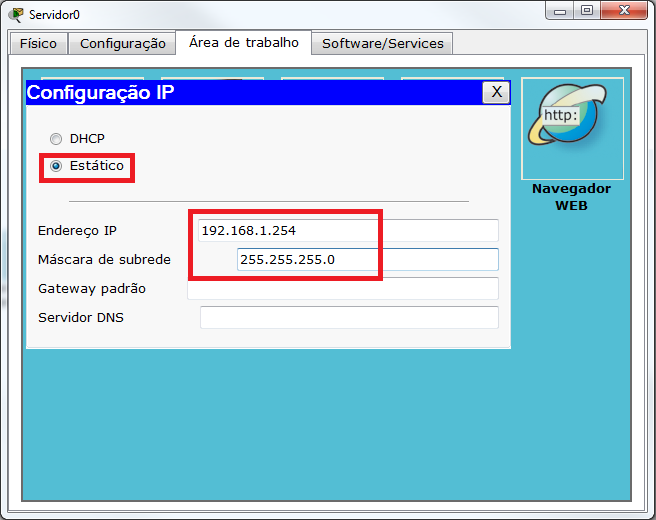 Servidor0
Físico Configuração Área de trabalho Software/Services
Configuração IP X
DHCP
Estático
Endereço IP 192.168.1.254
Máscara de subrede 255.255.255.0
Gateway padrão
Servidor DNS
http:
Navegador
WEB